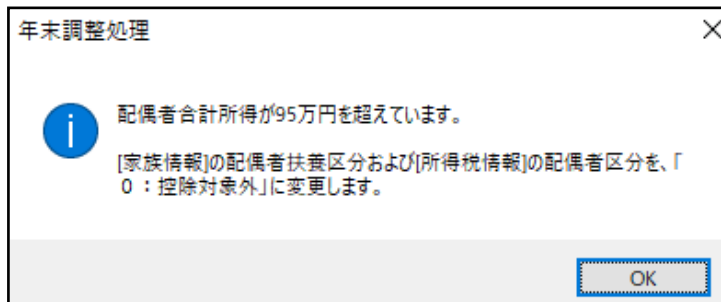 年末調整処理
配偶者合計所得が95万円を超えています。
[家族情報]の配偶者扶養区分および[所得税情報]の配偶者区分を、「
０：控除対象外」に変更します。
OK